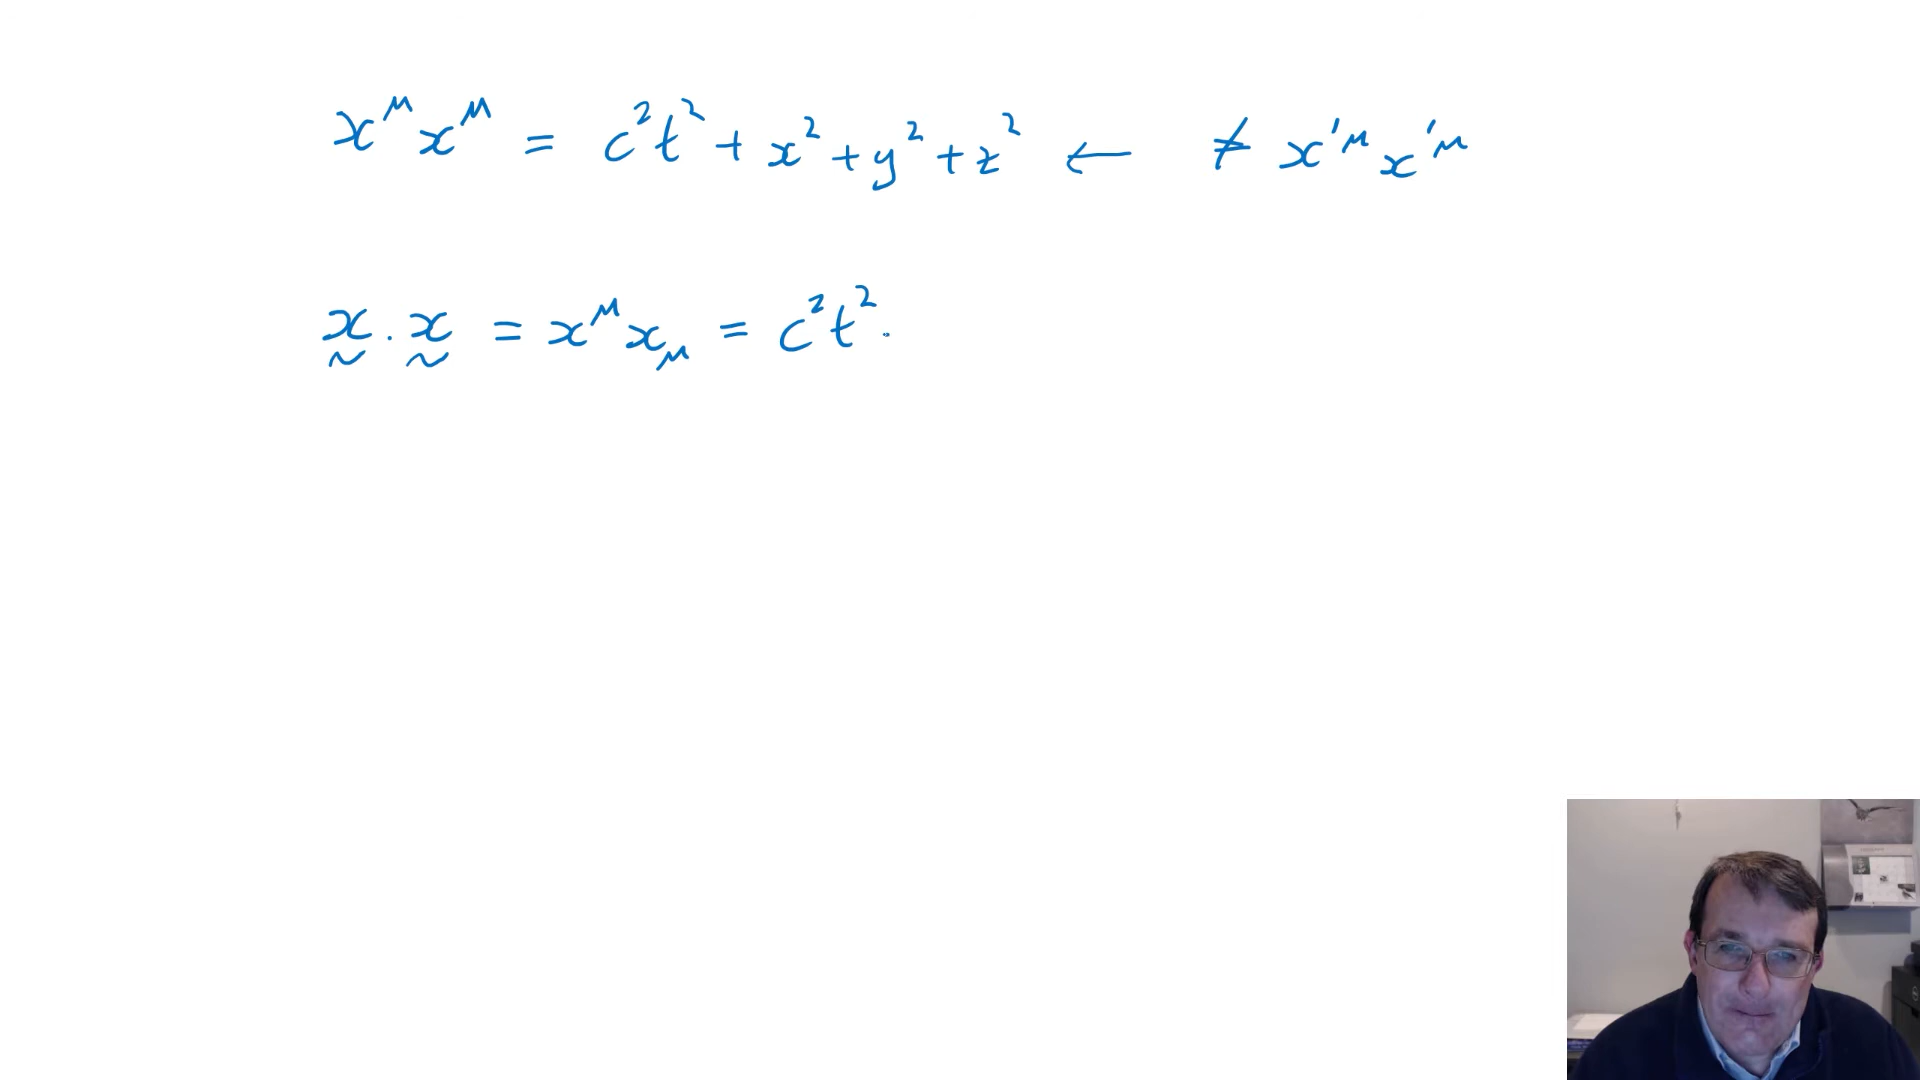 x^μ x^μ = c²t² + x² + y² + z² ← ≠ x'^μ x'^μ
x̰ . x̰ = x^μ x_μ = c²t²